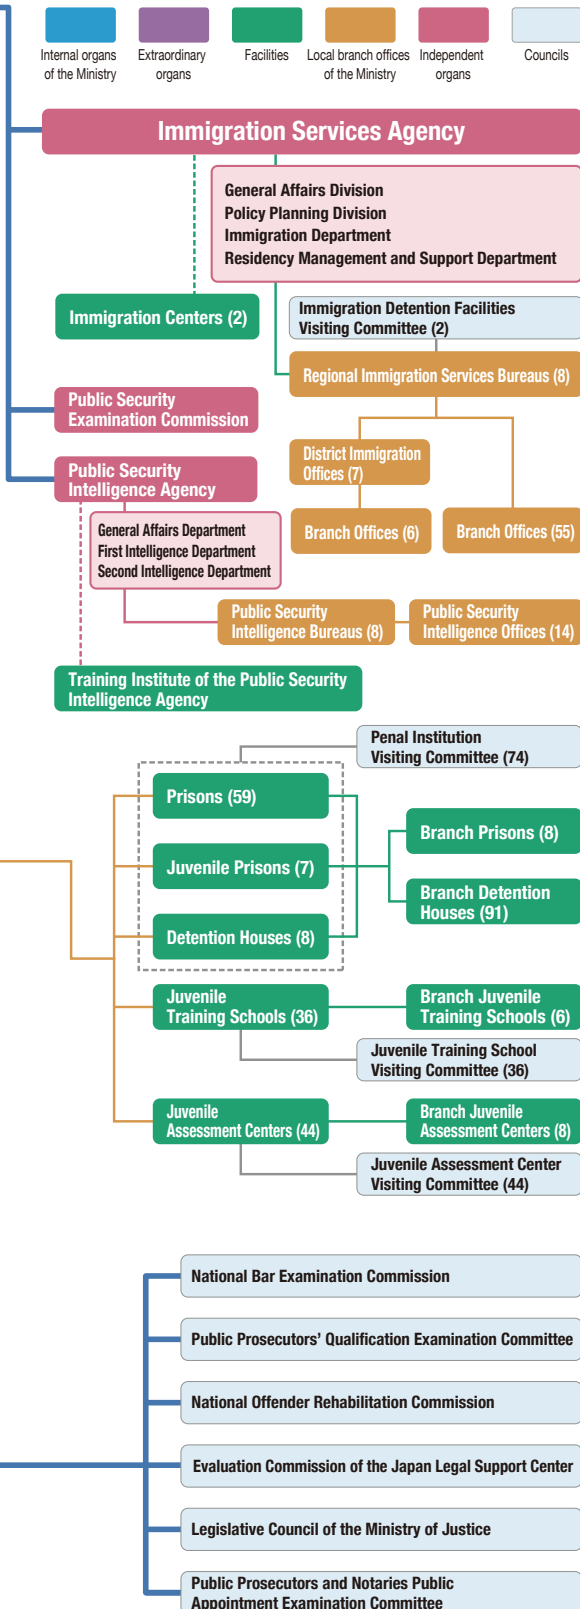 Internal organs
of the Ministry
Extraordinary
organs
Facilities
Local branch offices
of the Ministry
Independent
organs
Councils
Immigration Services Agency
General Affairs Division
Policy Planning Division
Immigration Department
Residency Management and Support Department
Immigration Centers (2)
Immigration Detention Facilities
Visiting Committee (2)
Regional Immigration Services Bureaus (8)
Public Security
Examination Commission
District Immigration
Offices (7)
Public Security
Intelligence Agency
Branch Offices (6)
Branch Offices (55)
General Affairs Department
First Intelligence Department
Second Intelligence Department
Public Security
Intelligence Bureaus (8)
Public Security
Intelligence Offices (14)
Training Institute of the Public Security
Intelligence Agency
Penal Institution
Visiting Committee (74)
Prisons (59)
Branch Prisons (8)
Juvenile Prisons (7)
Branch Detention
Houses (91)
Detention Houses (8)
Juvenile
Training Schools (36)
Branch Juvenile
Training Schools (6)
Juvenile Training School
Visiting Committee (36)
Juvenile
Assessment Centers (44)
Branch Juvenile
Assessment Centers (8)
Juvenile Assessment Center
Visiting Committee (44)
National Bar Examination Commission
Public Prosecutors' Qualification Examination Committee
National Offender Rehabilitation Commission
Evaluation Commission of the Japan Legal Support Center
Legislative Council of the Ministry of Justice
Public Prosecutors and Notaries Public
Appointment Examination Committee